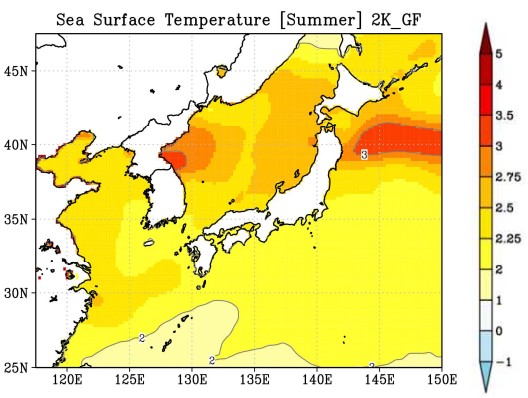 Sea Surface Temperature [Summer] 2K_GF
45N
40N
35N
30N
25N
120E
125E
130E
135E
140E
145E
150E
3
2
2
2
5
4
3.5
3
2.75
2.5
2.25
2
1
0
−1